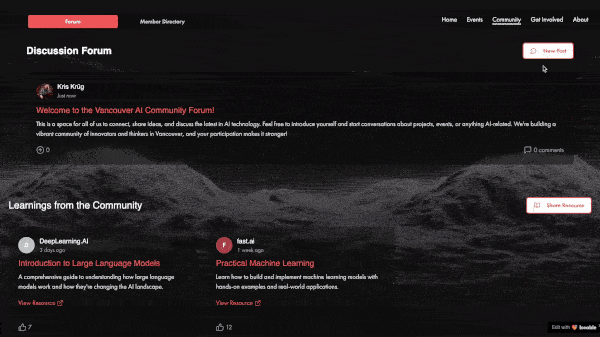 Forum
Member Directory
Home Events Community Get Involved About
Discussion Forum
New Post
Kris Krüg
Just now
Welcome to the Vancouver AI Community Forum!
This is a space for all of us to connect, share ideas, and discuss the latest in AI technology. Feel free to introduce yourself and start conversations about projects, events, or anything AI-related. We're building a
vibrant community of innovators and thinkers in Vancouver, and your participation makes it stronger!
0
0 comments
Learnings from the Community
Share Resource
DeepLearning.AI
3 days ago
Introduction to Large Language Models
A comprehensive guide to understanding how large language
models work and how they're changing the AI landscape.
View Resource
7
F
fast.ai
1 week ago
Practical Machine Learning
Learn how to build and implement machine learning models with
hands-on examples and real-world applications.
View Resource
12
Edit with lovable